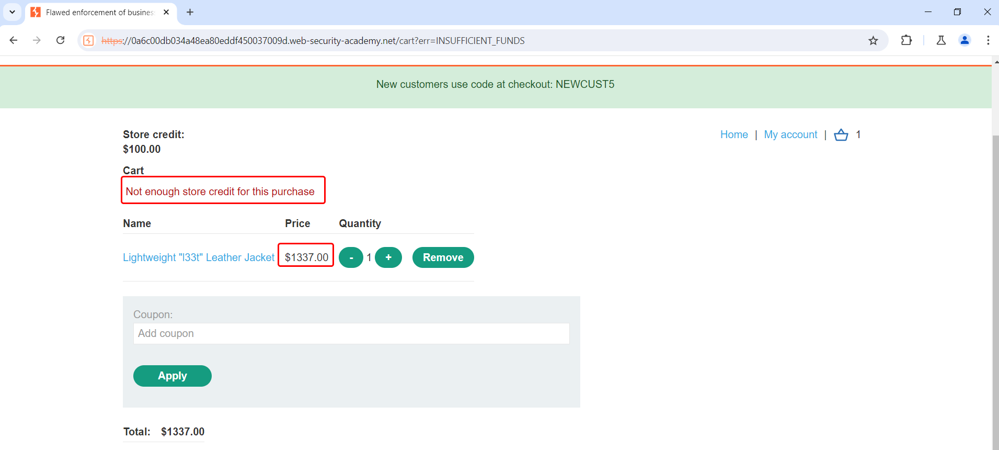 Flawed enforcement of busines
https://0a6c00db034a48ea80eddf450037009d.web-security-academy.net/cart?err=INSUFFICIENT_FUNDS
New customers use code at checkout: NEWCUST5
Store credit:
$100.00
Home | My account | 1
Cart
Not enough store credit for this purchase
Name Price Quantity
Lightweight "l33t" Leather Jacket $1337.00 - 1 + Remove
Coupon:
Add coupon
Apply
Total: $1337.00